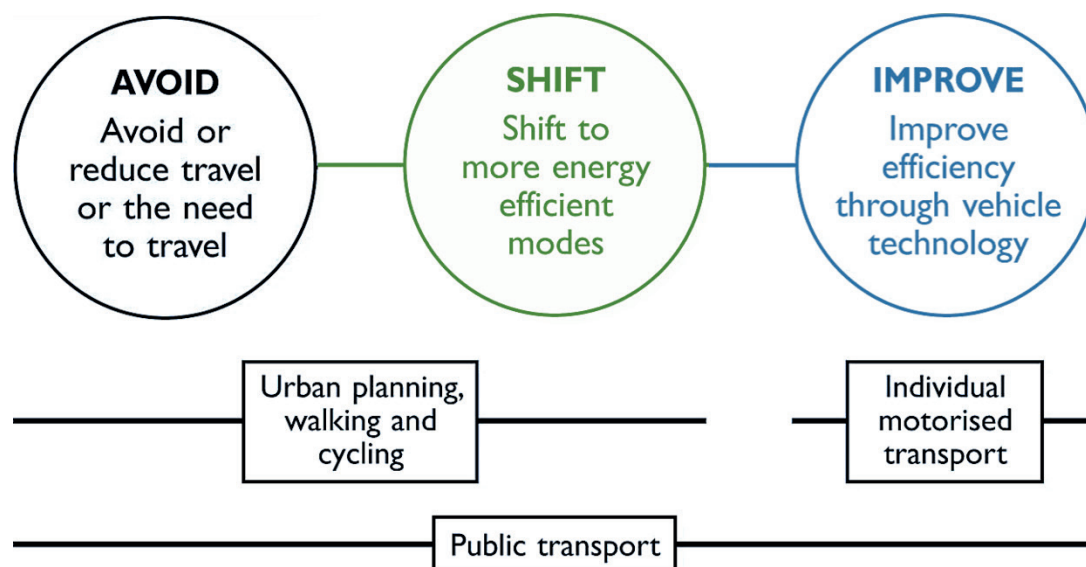 AVOID
Avoid or
reduce travel
or the need
to travel
SHIFT
Shift to
more energy
efficient
modes
IMPROVE
Improve
efficiency
through vehicle
technology
Urban planning,
walking and
cycling
Individual
motorised
transport
Public transport